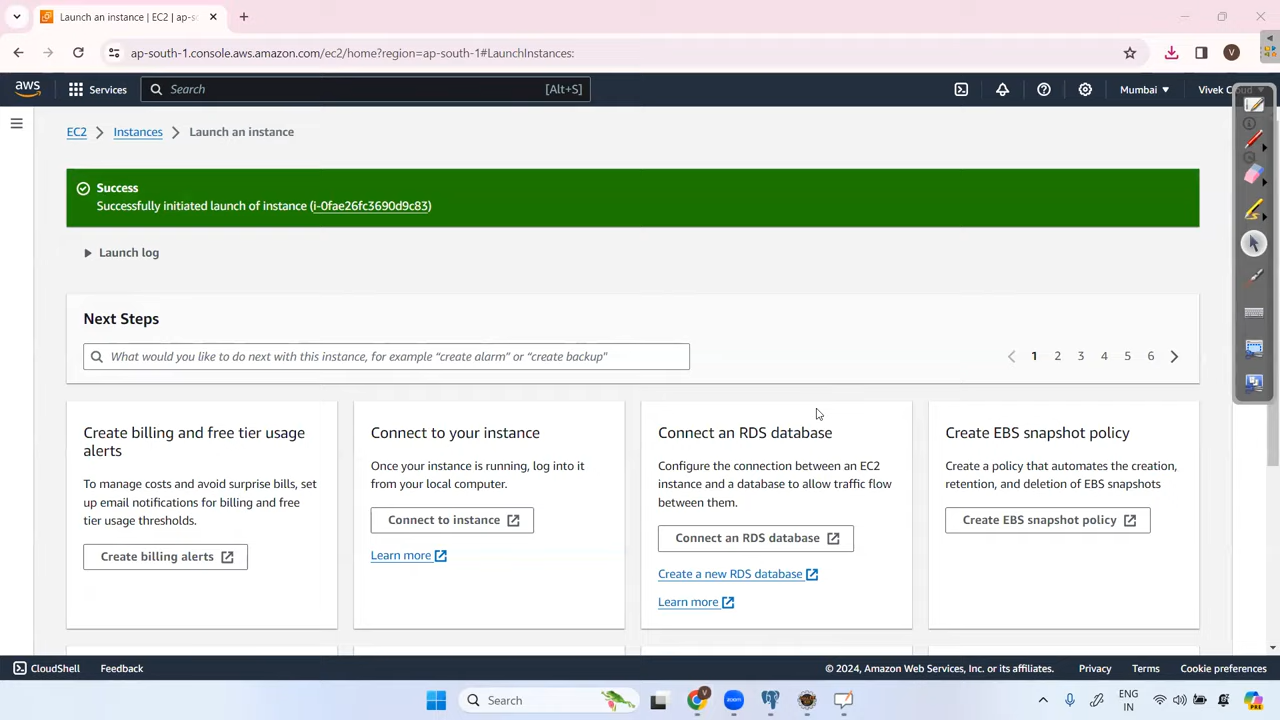 Launch an instance | EC2 | ap-s
ap-south-1.console.aws.amazon.com/ec2/home?region=ap-south-1#LaunchInstances:
V
aws
Services
Search
[Alt+S]
Mumbai
Vivek Cloud
EC2
Instances
Launch an instance
Success
Successfully initiated launch of instance (i-0fae26fc3690d9c83)
Launch log
Next Steps
What would you like to do next with this instance, for example “create alarm” or “create backup”
1 2 3 4 5 6
Create billing and free tier usage
alerts
To manage costs and avoid surprise bills, set
up email notifications for billing and free
tier usage thresholds.
Create billing alerts
Connect to your instance
Once your instance is running, log into it
from your local computer.
Connect to instance
Learn more
Connect an RDS database
Configure the connection between an EC2
instance and a database to allow traffic flow
between them.
Connect an RDS database
Create a new RDS database
Learn more
Create EBS snapshot policy
Create a policy that automates the creation,
retention, and deletion of EBS snapshots
Create EBS snapshot policy
CloudShell
Feedback
© 2024, Amazon Web Services, Inc. or its affiliates.
Privacy
Terms
Cookie preferences
Search
V
zoom
ENG
IN
PRE